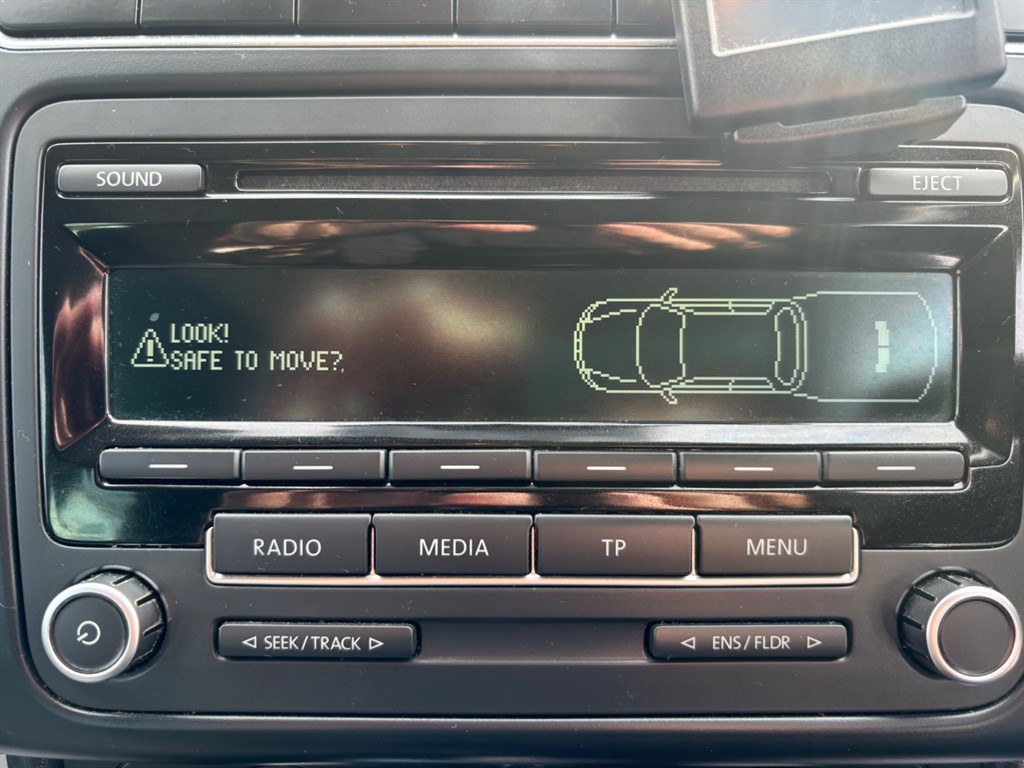 SOUND
EJECT
LOOK!
SAFE TO MOVE?
RADIO
MEDIA
TP
MENU
SEEK/TRACK
ENS/FLDR